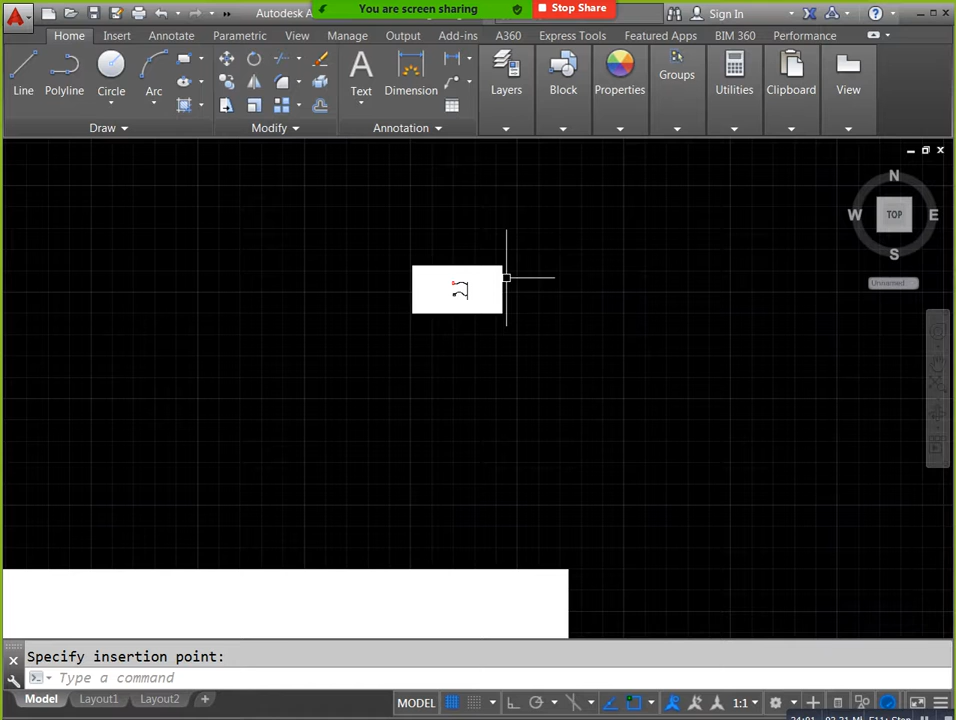 Autodesk A
You are screen sharing
Stop Share
Sign In
Home Insert Annotate Parametric View Manage Output Add-ins A360 Express Tools Featured Apps BIM 360 Performance
Line Polyline Circle Arc Text Dimension Layers Block Properties Groups Utilities Clipboard View
Draw Modify Annotation
N
W TOP E
S
Unnamed
Specify insertion point:
Type a command
Model Layout1 Layout2 + MODEL 1:1